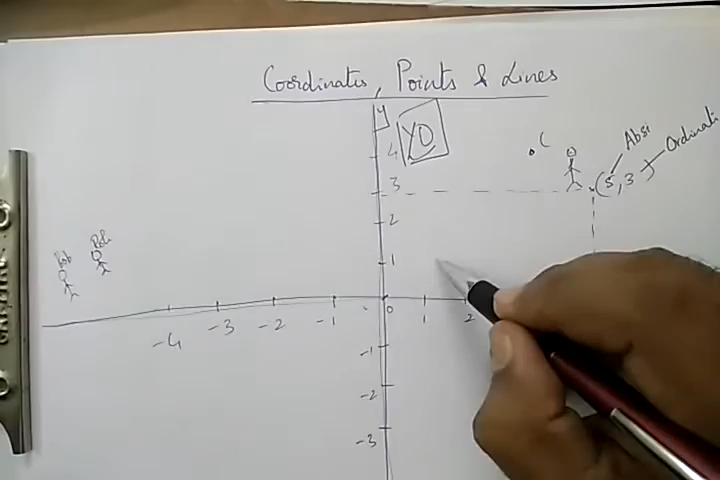 Coordinates, Points & Lines
y
YO
4
3
2
1
0
1
2
-1
-2
-3
-4
-1
-2
-3
(
(5, 3)
Absi
Ordinate
Bob
Rob